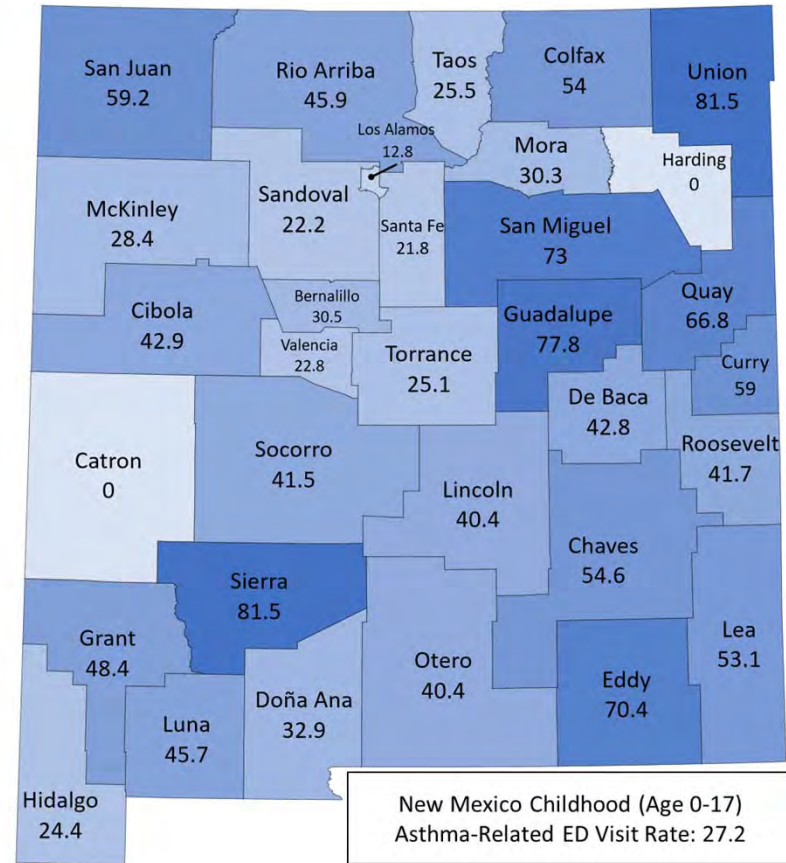 San Juan
59.2
Rio Arriba
45.9
Taos
25.5
Colfax
54
Union
81.5
Los Alamos
12.8
Mora
30.3
Harding
0
McKinley
28.4
Sandoval
22.2
Santa Fe
21.8
San Miguel
73
Cibola
42.9
Bernalillo
30.5
Guadalupe
77.8
Quay
66.8
Valencia
22.8
Torrance
25.1
Curry
59
De Baca
42.8
Catron
0
Socorro
41.5
Roosevelt
41.7
Lincoln
40.4
Chaves
54.6
Sierra
81.5
Grant
48.4
Otero
40.4
Lea
53.1
Eddy
70.4
Doña Ana
32.9
Luna
45.7
Hidalgo
24.4
New Mexico Childhood (Age 0-17)
Asthma-Related ED Visit Rate: 27.2